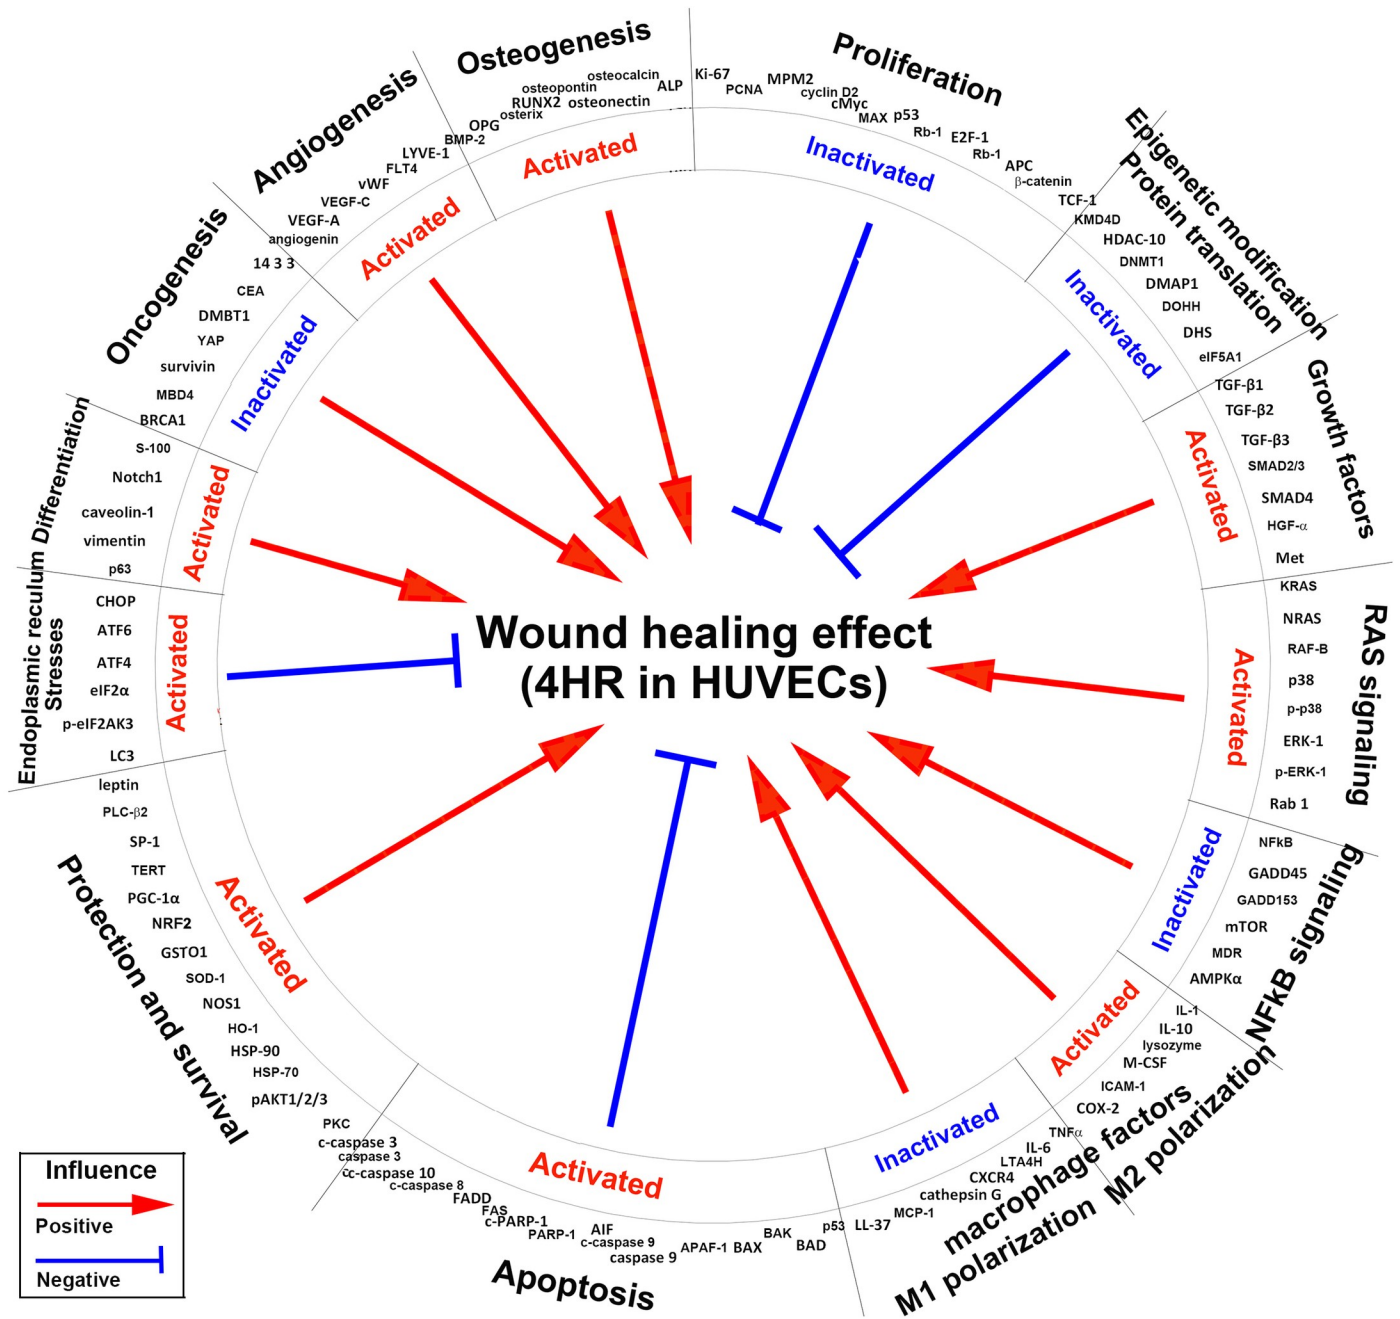 Osteogenesis
osteocalcin
osteopontin
ALP
RUNX2 osteonectin
osterix
OPG
BMP-2
Activated
Proliferation
Ki-67
PCNA
MPM2
cyclin D2
cMyc
MAX
p53
Rb-1
E2F-1
Rb-1
APC
β-catenin
TCF-1
Inactivated
Epigenetic modification
Protein translation
KMD4D
HDAC-10
DNMT1
DMAP1
DOHH
DHS
eIF5A1
Inactivated
Growth factors
TGF-β1
TGF-β2
TGF-β3
SMAD2/3
SMAD4
HGF-α
Met
Activated
RAS signaling
KRAS
NRAS
RAF-B
p38
p-p38
ERK-1
p-ERK-1
Rab 1
Activated
NFkB signaling
NFkB
GADD45
GADD153
mTOR
MDR
AMPKα
Inactivated
M2 polarization
macrophage factors
M1 polarization
IL-1
IL-10
lysozyme
M-CSF
ICAM-1
COX-2
Activated
TNFα
IL-6
LTA4H
CXCR4
cathepsin G
MCP-1
LL-37
Inactivated
Apoptosis
p53
BAD
BAK
BAX
APAF-1
caspase 9
c-caspase 9
AIF
PARP-1
c-PARP-1
FAS
FADD
c-caspase 8
cc-caspase 10
caspase 3
c-caspase 3
Activated
Protection and survival
leptin
PLC-β2
SP-1
TERT
PGC-1α
NRF2
GSTO1
SOD-1
NOS1
HO-1
HSP-90
HSP-70
pAKT1/2/3
PKC
Activated
Endoplasmic reculum
Stresses
CHOP
ATF6
ATF4
eIF2α
p-eIF2AK3
LC3
Activated
Differentiation
S-100
Notch1
caveolin-1
vimentin
p63
Activated
Oncogenesis
14 3 3
CEA
DMBT1
YAP
survivin
MBD4
BRCA1
Inactivated
Angiogenesis
LYVE-1
FLT4
vWF
VEGF-C
VEGF-A
angiogenin
Activated
Wound healing effect
(4HR in HUVECs)
Influence
Positive
Negative